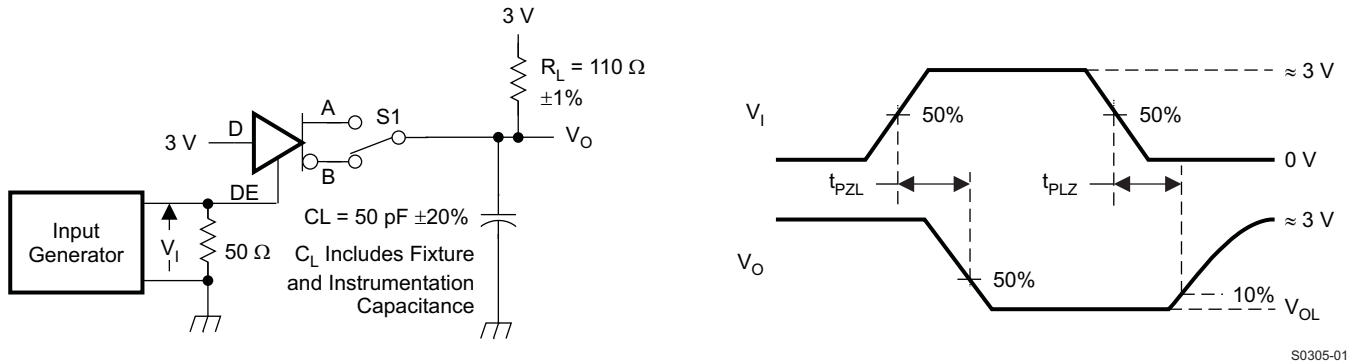 3 V
R_L = 110 Ω
±1%
A
S1
D
3 V
V_O
B
DE
Input
Generator
V_I
50 Ω
CL = 50 pF ±20%
C_L Includes Fixture
and Instrumentation
Capacitance
≈ 3 V
V_I
50%
50%
0 V
t_PZL
t_PLZ
≈ 3 V
V_O
50%
10%
V_OL
S0305-01